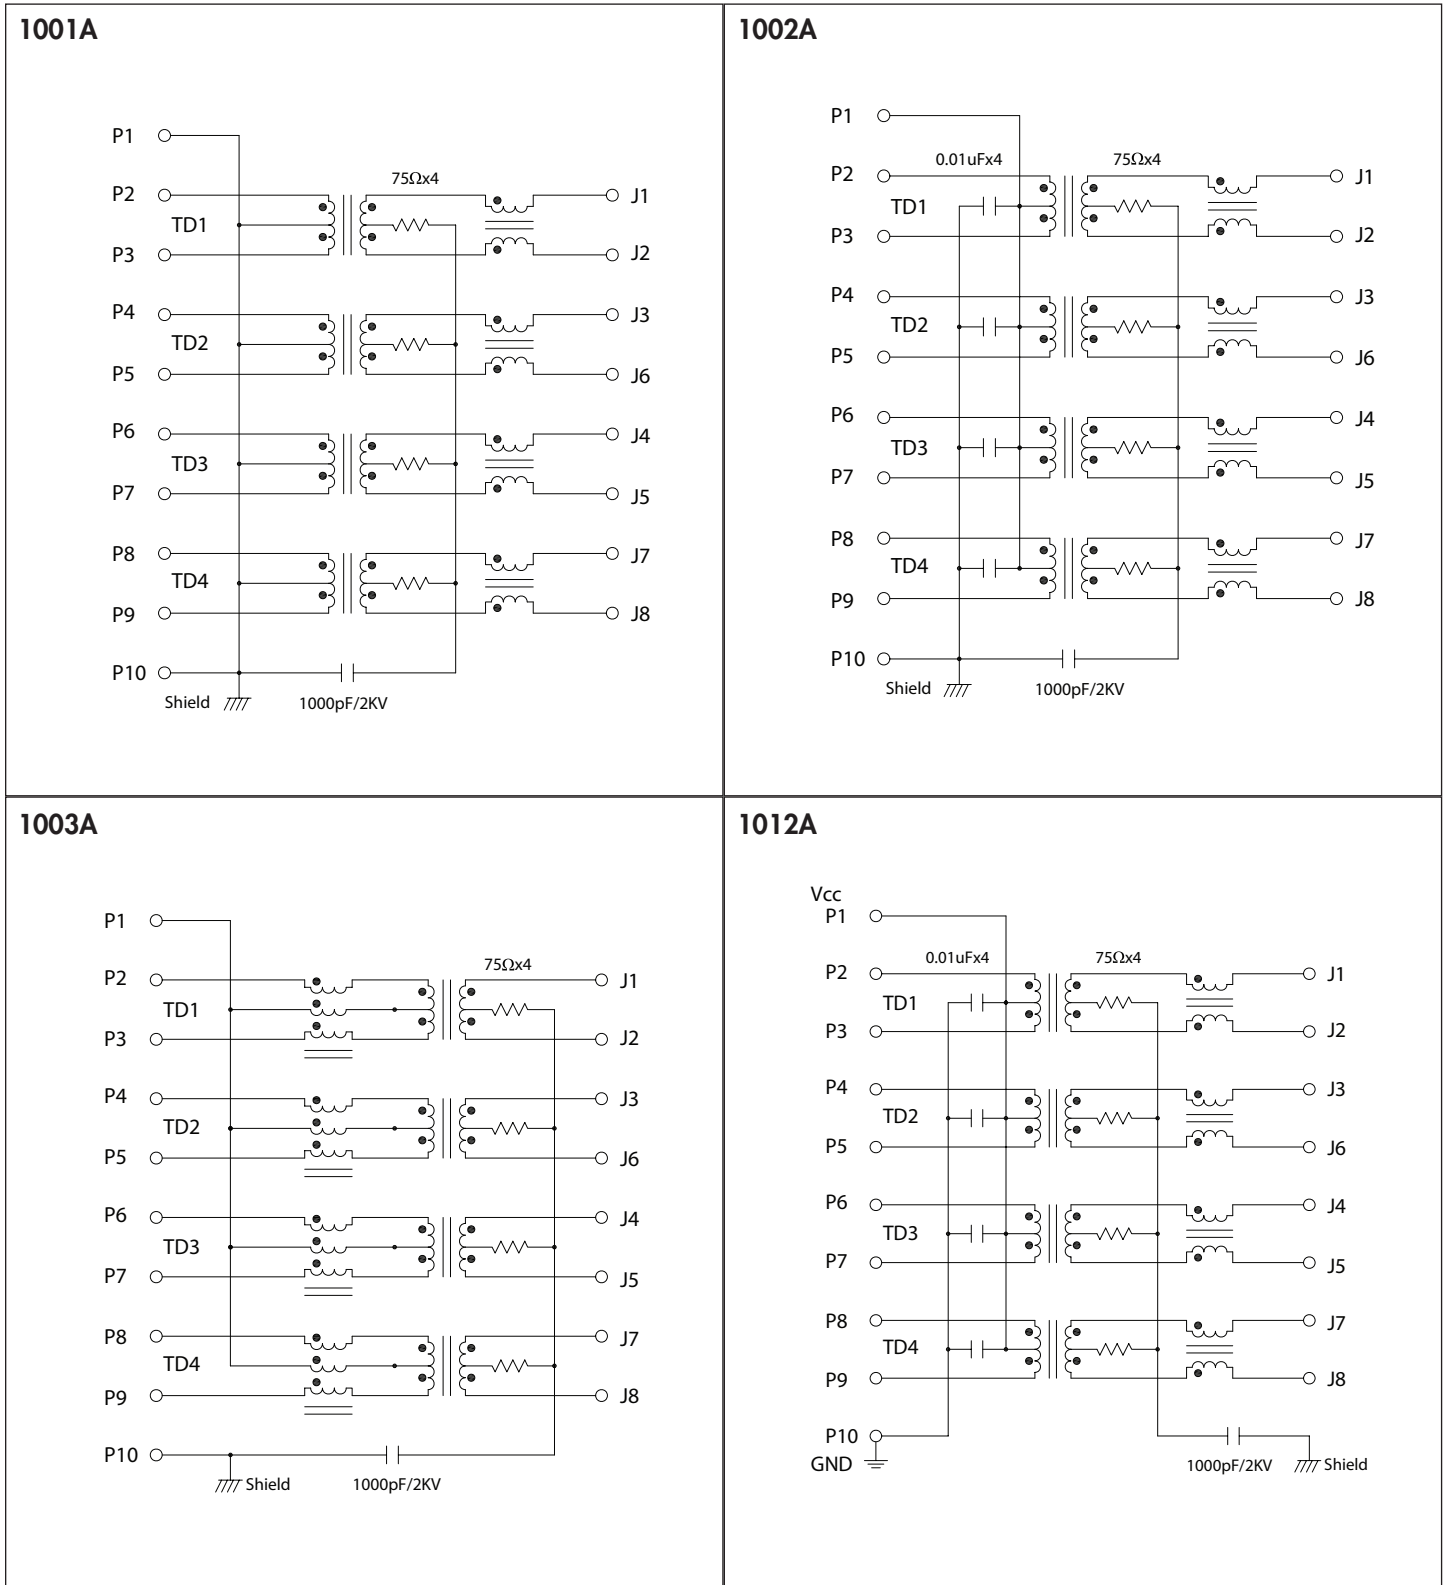 1001A
P1
75Ωx4
P2
J1
TD1
P3
J2
P4
J3
TD2
P5
J6
P6
J4
TD3
P7
J5
P8
J7
TD4
P9
J8
P10
Shield
1000pF/2KV
1002A
P1
0.01uFx4
75Ωx4
P2
J1
TD1
P3
J2
P4
J3
TD2
P5
J6
P6
J4
TD3
P7
J5
P8
J7
TD4
P9
J8
P10
Shield
1000pF/2KV
1003A
P1
75Ωx4
P2
J1
TD1
P3
J2
P4
J3
TD2
P5
J6
P6
J4
TD3
P7
J5
P8
J7
TD4
P9
J8
P10
Shield
1000pF/2KV
1012A
Vcc
P1
0.01uFx4
75Ωx4
P2
J1
TD1
P3
J2
P4
J3
TD2
P5
J6
P6
J4
TD3
P7
J5
P8
J7
TD4
P9
J8
P10
GND
1000pF/2KV
Shield